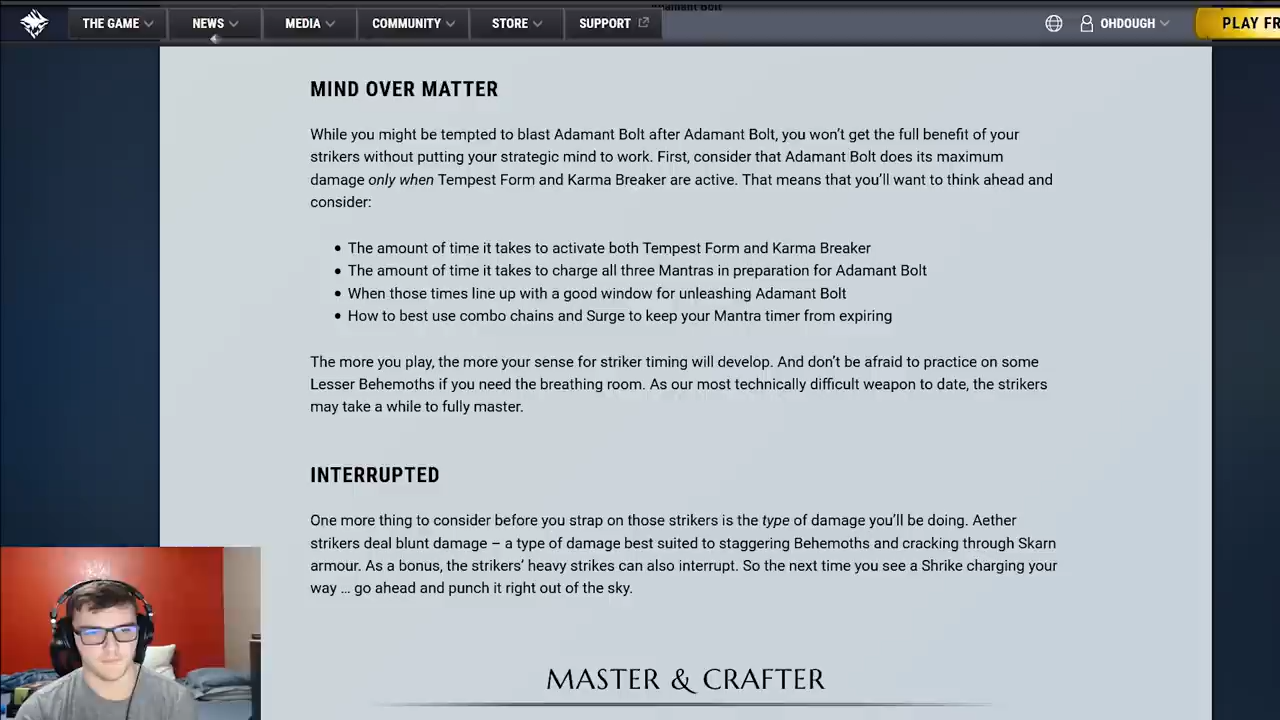 THE GAME NEWS MEDIA COMMUNITY STORE SUPPORT OHDOUGH PLAY FR
Adamant Bolt
MIND OVER MATTER
While you might be tempted to blast Adamant Bolt after Adamant Bolt, you won’t get the full benefit of your
strikers without putting your strategic mind to work. First, consider that Adamant Bolt does its maximum
damage only when Tempest Form and Karma Breaker are active. That means that you’ll want to think ahead and
consider:
• The amount of time it takes to activate both Tempest Form and Karma Breaker
• The amount of time it takes to charge all three Mantras in preparation for Adamant Bolt
• When those times line up with a good window for unleashing Adamant Bolt
• How to best use combo chains and Surge to keep your Mantra timer from expiring
The more you play, the more your sense for striker timing will develop. And don’t be afraid to practice on some
Lesser Behemoths if you need the breathing room. As our most technically difficult weapon to date, the strikers
may take a while to fully master.
INTERRUPTED
One more thing to consider before you strap on those strikers is the type of damage you’ll be doing. Aether
strikers deal blunt damage – a type of damage best suited to staggering Behemoths and cracking through Skarn
armour. As a bonus, the strikers’ heavy strikes can also interrupt. So the next time you see a Shrike charging your
way … go ahead and punch it right out of the sky.
MASTER & CRAFTER